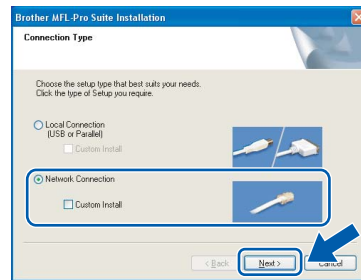 Brother MFL-Pro Suite Installation
Connection Type
Choose the setup type that best suits your needs.
Click the type of Setup you require.
Local Connection
(USB or Parallel)
Custom Install
Network Connection
Custom Install
< Back
Next >
Cancel